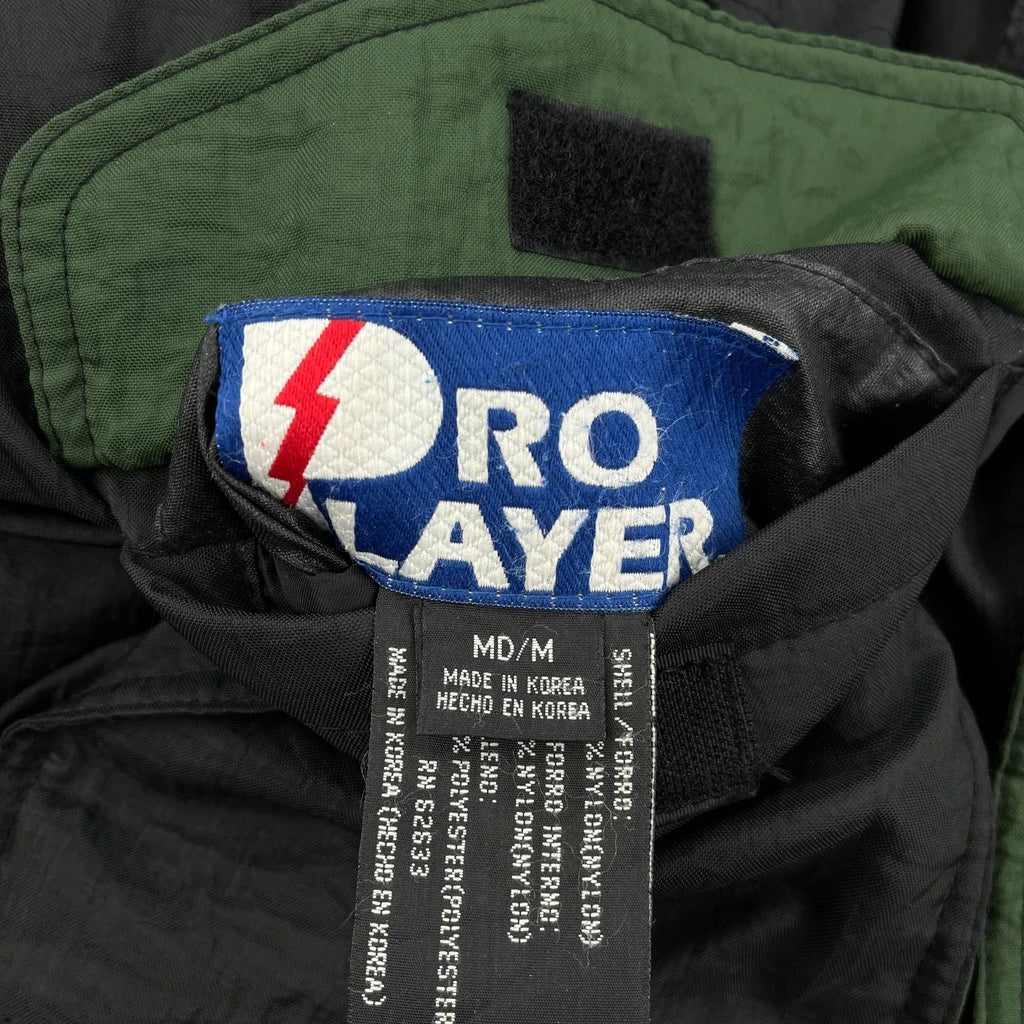 PRO
PLAYER
MD/M
MADE IN KOREA
HECHO EN KOREA
SHELL/FORRO:
% NYLON(NYLON)
FORRO INTERNO:
% NYLON(NYLON)
% POLYESTER(POLYESTER
RN 62633
MADE IN KOREA (HECHO EN KOREA)